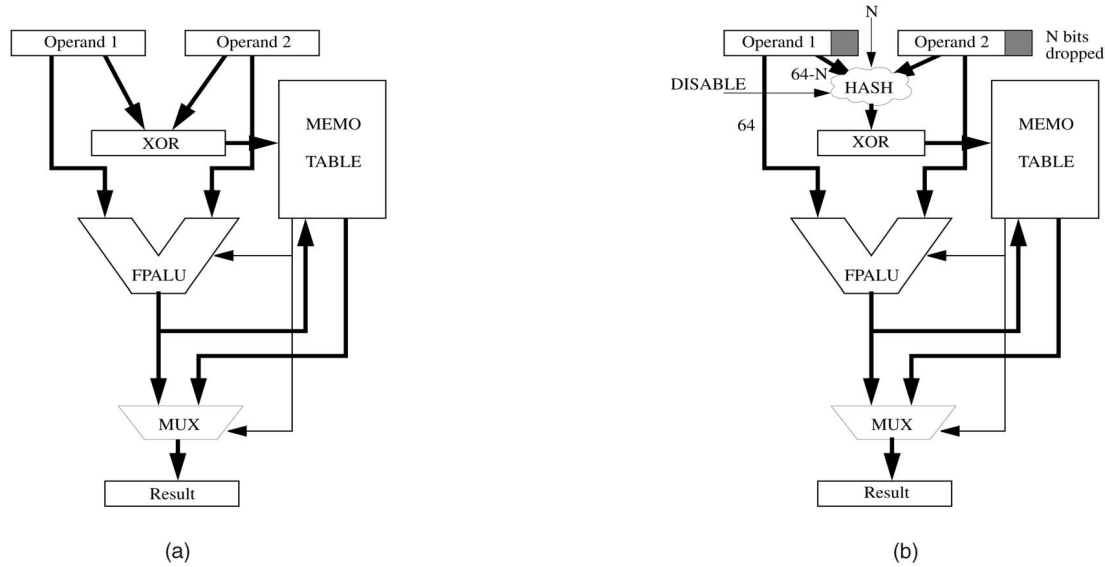 Operand 1
Operand 2
XOR
MEMO
TABLE
FPALU
MUX
Result
(a)
N
Operand 1
Operand 2
N bits
dropped
64-N
DISABLE
HASH
64
XOR
MEMO
TABLE
FPALU
MUX
Result
(b)